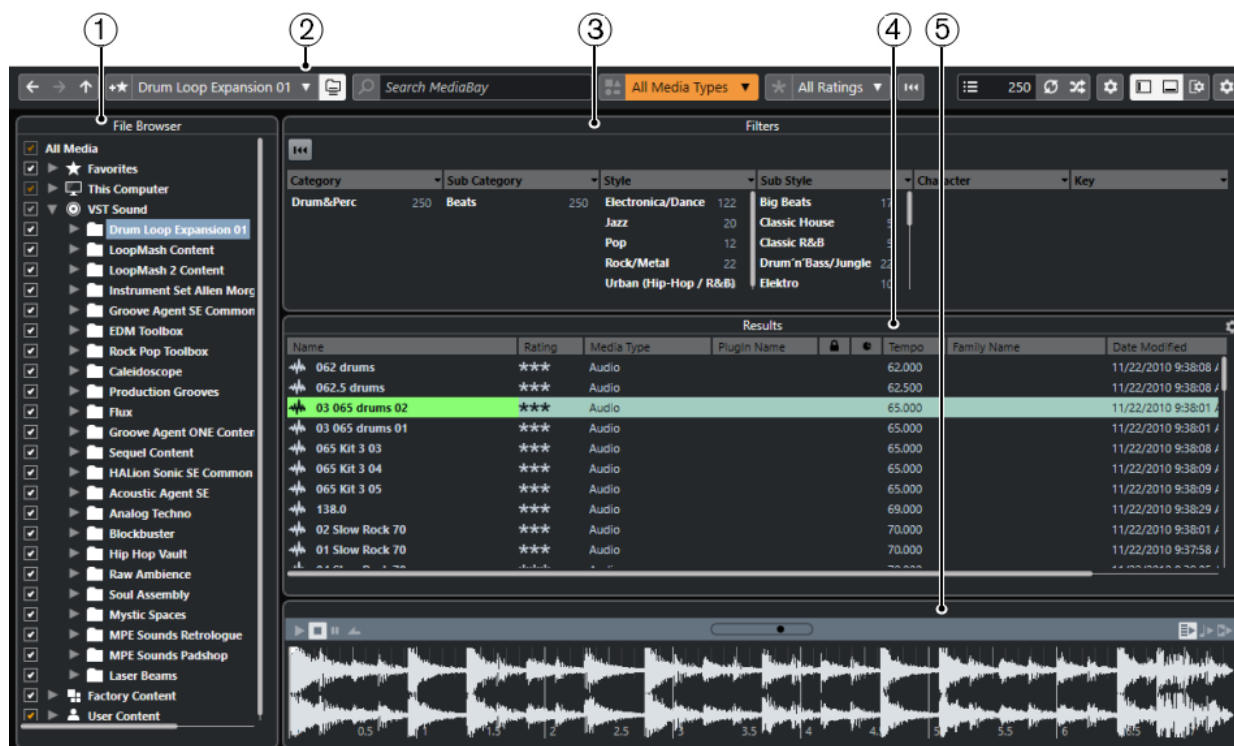 1 2 3 4 5
Drum Loop Expansion 01 Search MediaBay All Media Types All Ratings 250
File Browser
All Media
Favorites
This Computer
VST Sound
Drum Loop Expansion 01
LoopMash Content
LoopMash 2 Content
Instrument Set Allen Morg
Groove Agent SE Common
EDM Toolbox
Rock Pop Toolbox
Caleidoscope
Production Grooves
Flux
Groove Agent ONE Conter
Sequel Content
HALion Sonic SE Common
Acoustic Agent SE
Analog Techno
Blockbuster
Hip Hop Vault
Raw Ambience
Soul Assembly
Mystic Spaces
MPE Sounds Retrologue
MPE Sounds Padshop
Laser Beams
Factory Content
User Content
Filters
Category Sub Category Style Sub Style Character Key
Drum&Perc 250 Beats 250 Electronica/Dance 122 Big Beats 17
Jazz 20 Classic House 5
Pop 12 Classic R&B
Rock/Metal 22 Drum´n´Bass/Jungle 22
Urban (Hip-Hop / R&B) Elektro 10
Results
Name Rating Media Type PlugIn Name Tempo Family Name Date Modified
062 drums *** Audio 62.000 11/22/2010 9:38:08 A
062.5 drums *** Audio 62.500 11/22/2010 9:38:08 A
03 065 drums 02 *** Audio 65.000 11/22/2010 9:38:01 A
03 065 drums 01 *** Audio 65.000 11/22/2010 9:38:01 A
065 Kit 3 03 *** Audio 65.000 11/22/2010 9:38:08 A
065 Kit 3 04 *** Audio 65.000 11/22/2010 9:38:09 A
065 Kit 3 05 *** Audio 65.000 11/22/2010 9:38:09 A
138.0 *** Audio 69.000 11/22/2010 9:38:29 A
02 Slow Rock 70 *** Audio 70.000 11/22/2010 9:38:01 A
01 Slow Rock 70 *** Audio 70.000 11/22/2010 9:37:58 A
0.5 1 1.5 2 2.5 3 3.5 4 4. 5 5.5 6 6.5